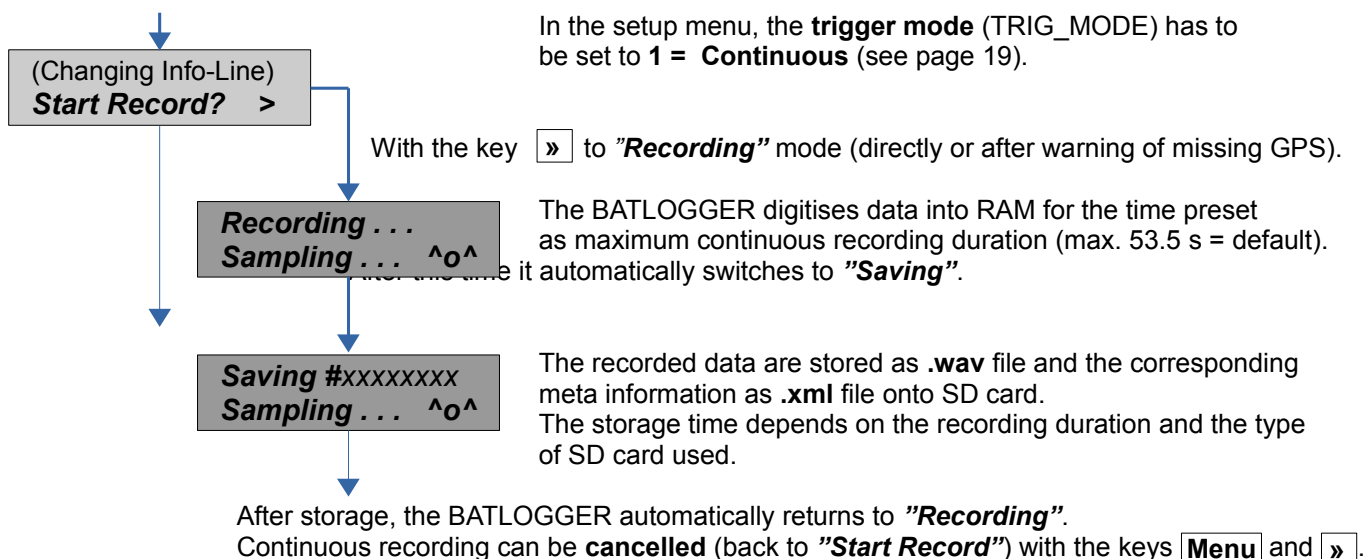 In the setup menu, the trigger mode (TRIG_MODE) has to
be set to 1 = Continuous (see page 19).
(Changing Info-Line)
Start Record? >
With the key » to ”Recording” mode (directly or after warning of missing GPS).
Recording . . .
Sampling . . . ^o^
The BATLOGGER digitises data into RAM for the time preset
as maximum continuous recording duration (max. 53.5 s = default).
After this time it automatically switches to ”Saving”.
Saving #xxxxxxxx
Sampling . . . ^o^
The recorded data are stored as .wav file and the corresponding
meta information as .xml file onto SD card.
The storage time depends on the recording duration and the type
of SD card used.
After storage, the BATLOGGER automatically returns to ”Recording”.
Continuous recording can be cancelled (back to ”Start Record”) with the keys Menu and ».